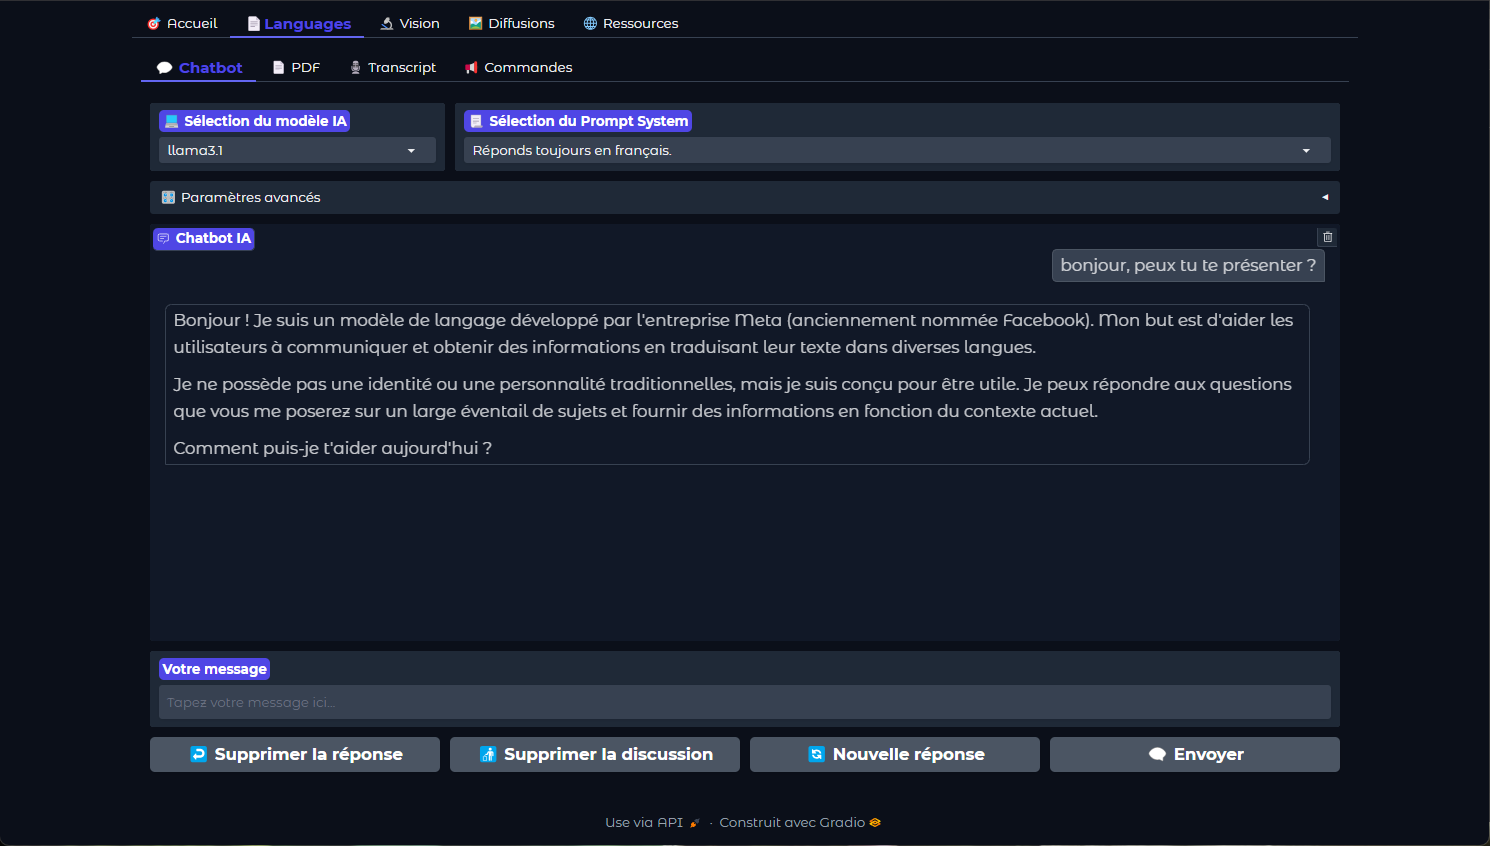 Accueil
Languages
Vision
Diffusions
Ressources
Chatbot
PDF
Transcript
Commandes
Sélection du modèle IA
llama3.1
Sélection du Prompt System
Réponds toujours en français.
Paramètres avancés
Chatbot IA
bonjour, peux tu te présenter ?
Bonjour ! Je suis un modèle de langage développé par l'entreprise Meta (anciennement nommée Facebook). Mon but est d'aider les
utilisateurs à communiquer et obtenir des informations en traduisant leur texte dans diverses langues.
Je ne possède pas une identité ou une personnalité traditionnelles, mais je suis conçu pour être utile. Je peux répondre aux questions
que vous me poserez sur un large éventail de sujets et fournir des informations en fonction du contexte actuel.
Comment puis-je t'aider aujourd'hui ?
Votre message
Tapez votre message ici...
Supprimer la réponse
Supprimer la discussion
Nouvelle réponse
Envoyer
Use via API · Construit avec Gradio